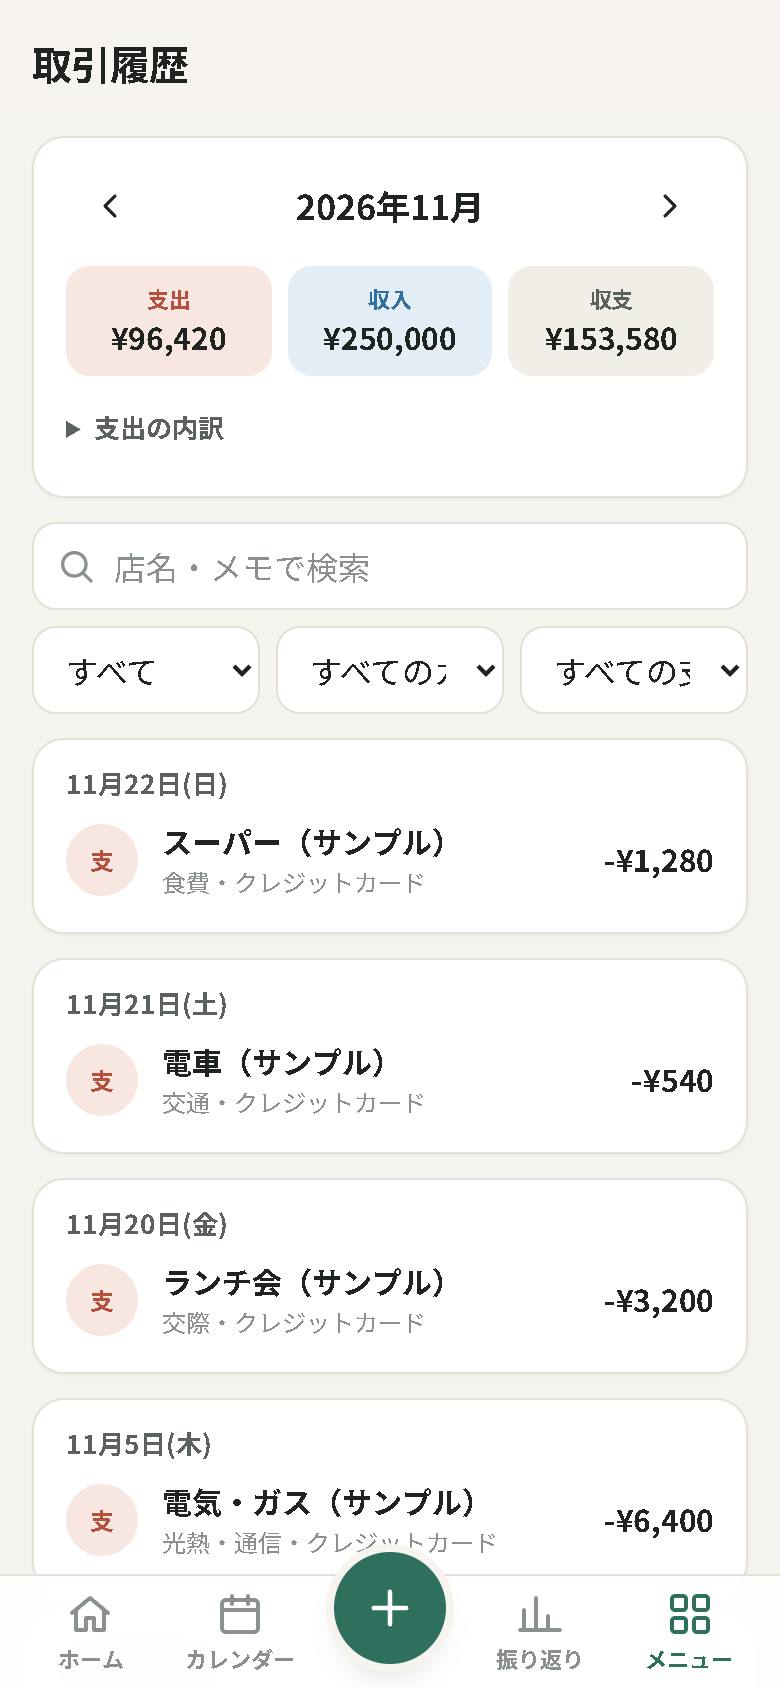 取引履歴
2026年11月
支出
¥96,420
収入
¥250,000
収支
¥153,580
支出の内訳
店名・メモで検索
すべて
すべての
すべての
11月22日(日)
支
スーパー（サンプル）
食費・クレジットカード
-¥1,280
11月21日(土)
支
電車（サンプル）
交通・クレジットカード
-¥540
11月20日(金)
支
ランチ会（サンプル）
交際・クレジットカード
-¥3,200
11月5日(木)
支
電気・ガス（サンプル）
光熱・通信・クレジットカード
-¥6,400
ホーム
カレンダー
振り返り
メニュー